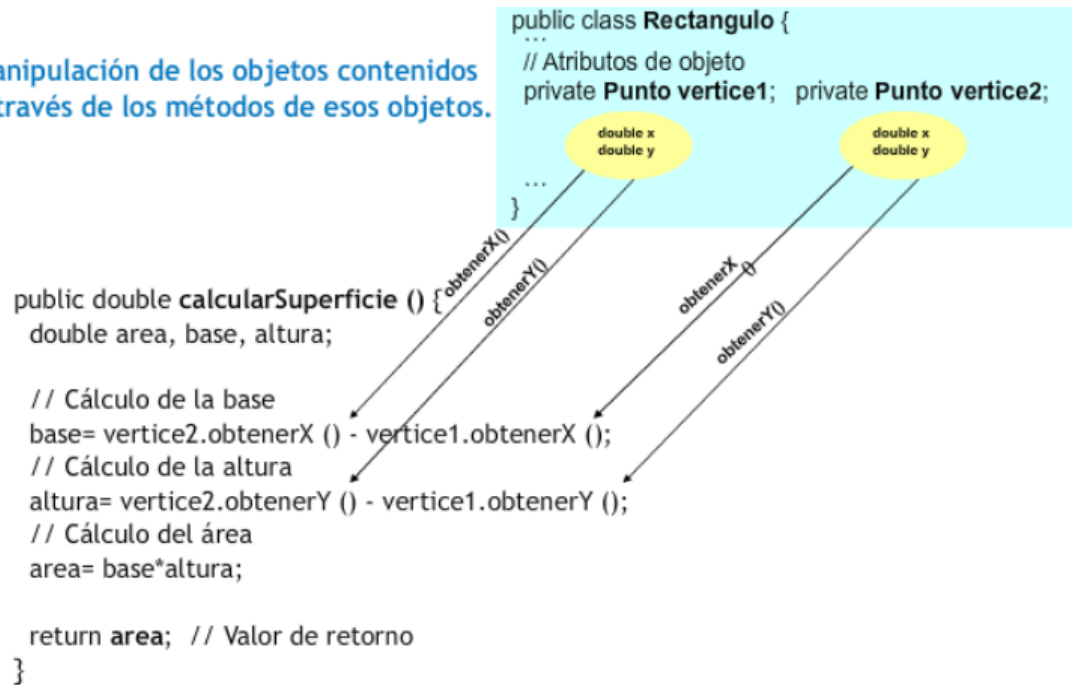 public class Rectangulo {
...
// Atributos de objeto
private Punto vertice1; private Punto vertice2;
double x
double y
double x
double y
...
}
anipulación de los objetos contenidos
través de los métodos de esos objetos.
obtenerX()
obtenerY()
obtenerX
()
obtenerY()
public double calcularSuperficie () {
double area, base, altura;
// Cálculo de la base
base= vertice2.obtenerX () - vertice1.obtenerX ();
// Cálculo de la altura
altura= vertice2.obtenerY () - vertice1.obtenerY ();
// Cálculo del área
area= base*altura;
return area; // Valor de retorno
}